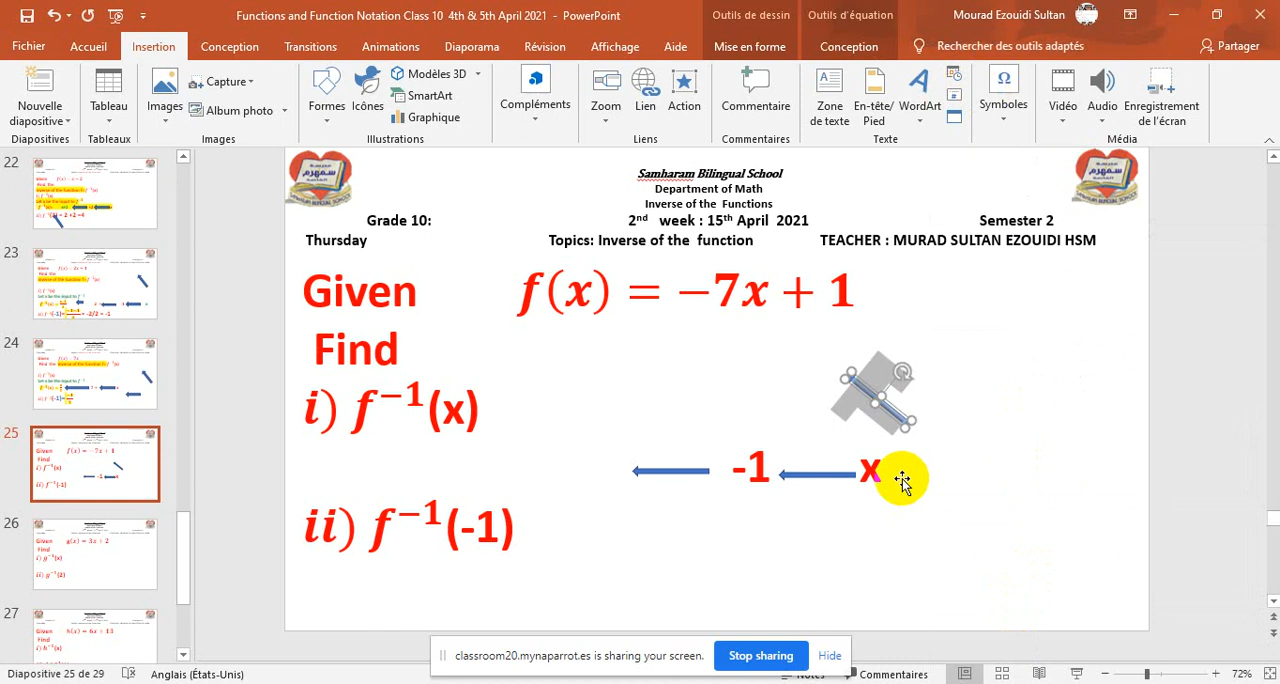 Functions and Function Notation Class 10 4th & 5th April 2021 - PowerPoint
Outils de dessin
Outils d'équation
Mourad Ezouidi Sultan
Fichier
Accueil
Insertion
Conception
Transitions
Animations
Diaporama
Révision
Affichage
Aide
Mise en forme
Conception
Rechercher des outils adaptés
Partager
Nouvelle diapositive
Tableau
Images
Capture
Album photo
Formes
Icônes
Modèles 3D
SmartArt
Graphique
Compléments
Zoom
Lien
Action
Commentaire
Zone de texte
En-tête/ Pied
WordArt
Symboles
Vidéo
Audio
Enregistrement de l'écran
Diapositives
Tableaux
Images
Illustrations
Liens
Commentaires
Texte
Média
22
23
24
25
26
27
Samharam Bilingual School
Department of Math
Inverse of the Functions
Grade 10:
2nd week : 15th April 2021
Semester 2
Thursday
Topics: Inverse of the function
TEACHER : MURAD SULTAN EZOUIDI HSM
Given f(x) = −7x + 1
Find
i) f⁻¹(x)
-1 x
ii) f⁻¹(-1)
classroom20.mynaparrot.es is sharing your screen.
Stop sharing
Hide
Diapositive 25 de 29
Anglais (États-Unis)
Commentaires
72%